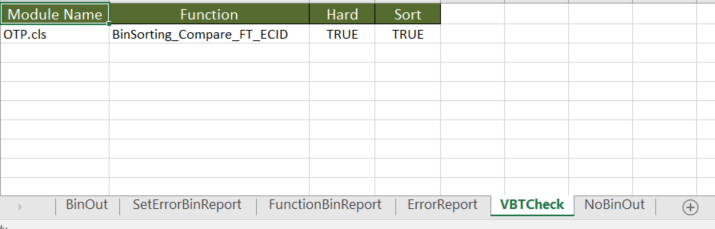 Module Name Function Hard Sort
OTP.cls BinSorting_Compare_FT_ECID TRUE TRUE
BinOut SetErrorBinReport FunctionBinReport ErrorReport VBTCheck NoBinOut